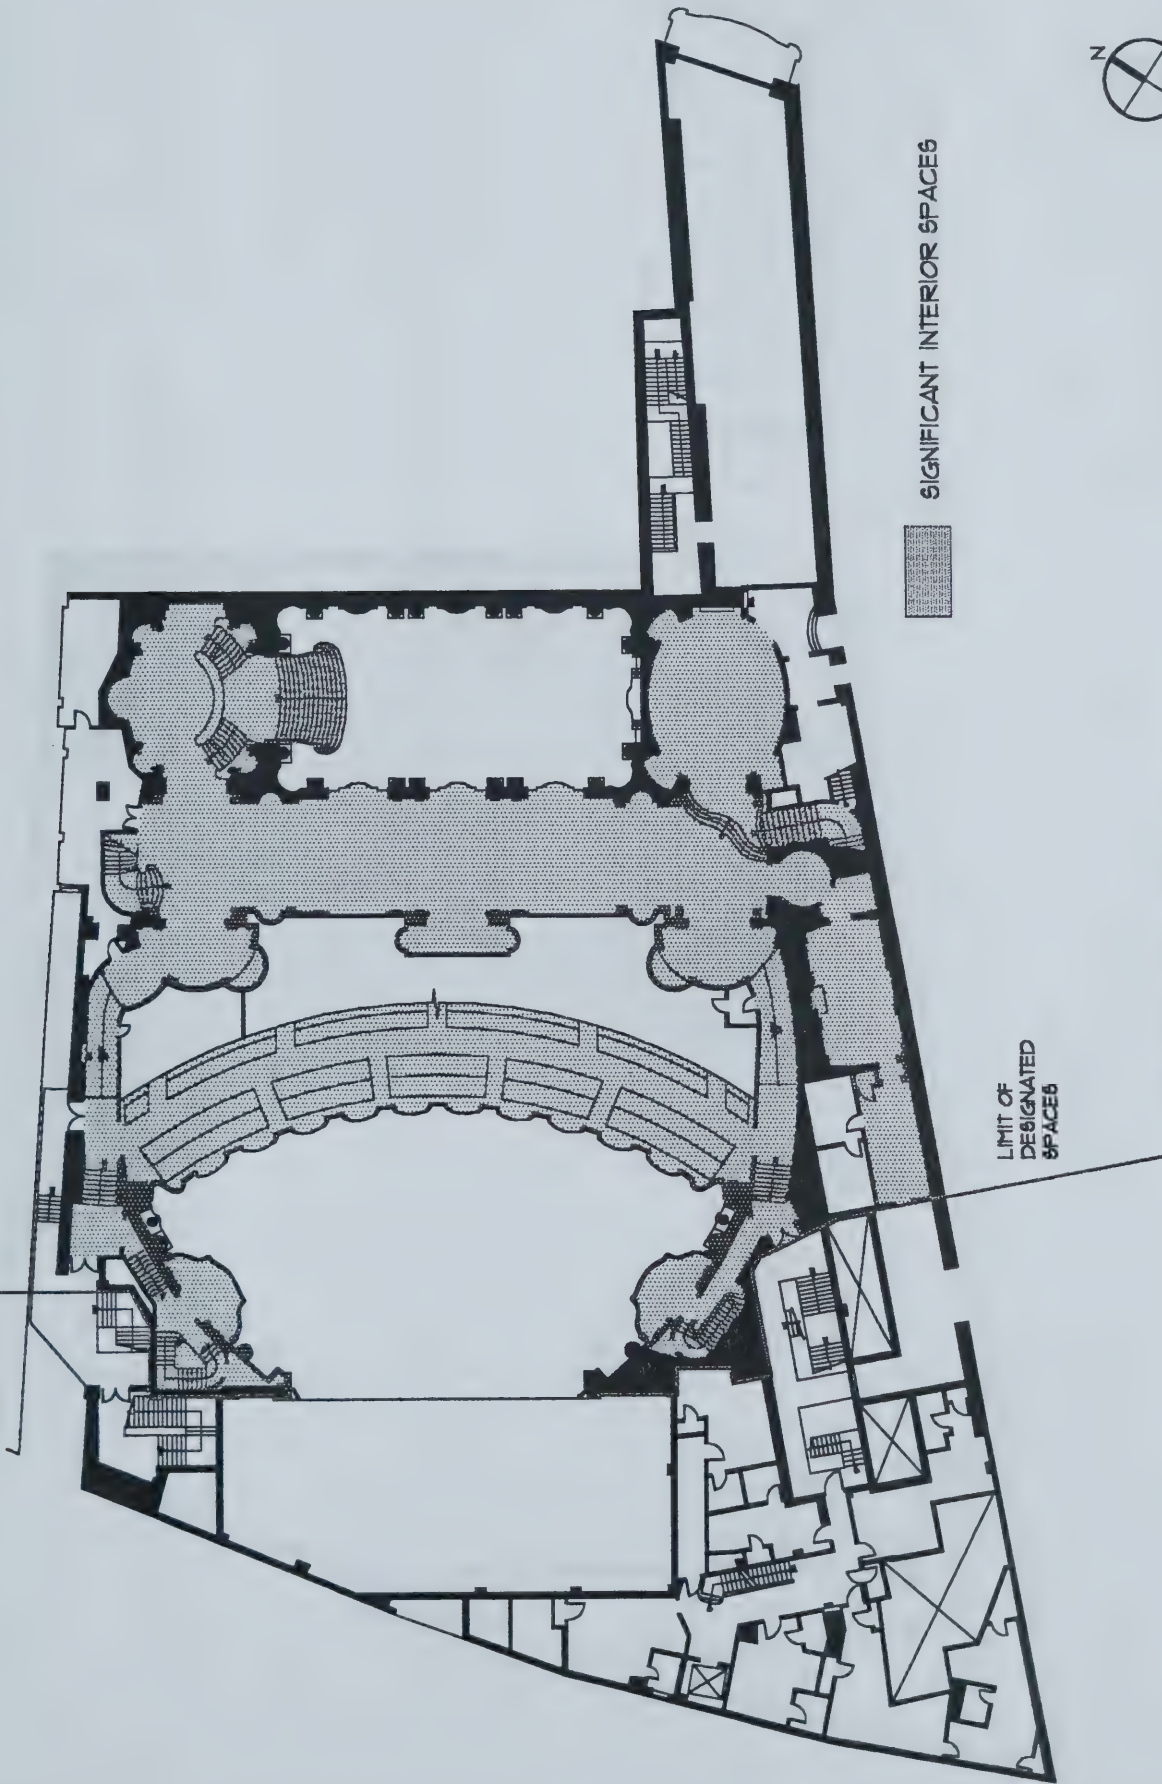 N
SIGNIFICANT INTERIOR SPACES
LIMIT OF
DESIGNATED
SPACES